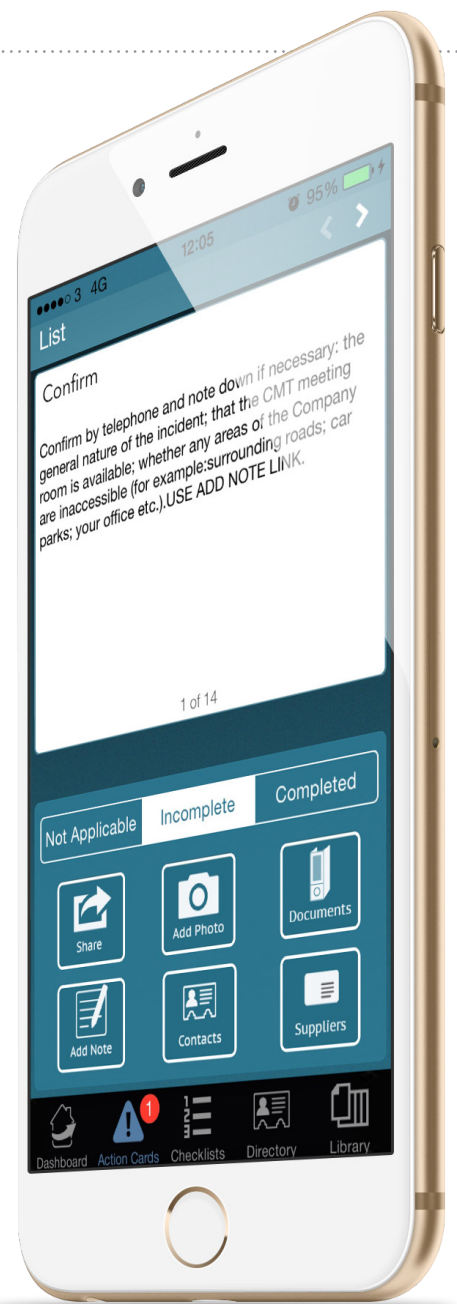 3 4G 12:05 95%
List
Confirm
Confirm by telephone and note down if necessary: the
general nature of the incident; that the CMT meeting
room is available; whether any areas of the Company
are inaccessible (for example:surrounding roads; car
parks; your office etc.).USE ADD NOTE LINK.
1 of 14
Not Applicable Incomplete Completed
Share Add Photo Documents
Add Note Contacts Suppliers
1
Dashboard Action Cards Checklists Directory Library